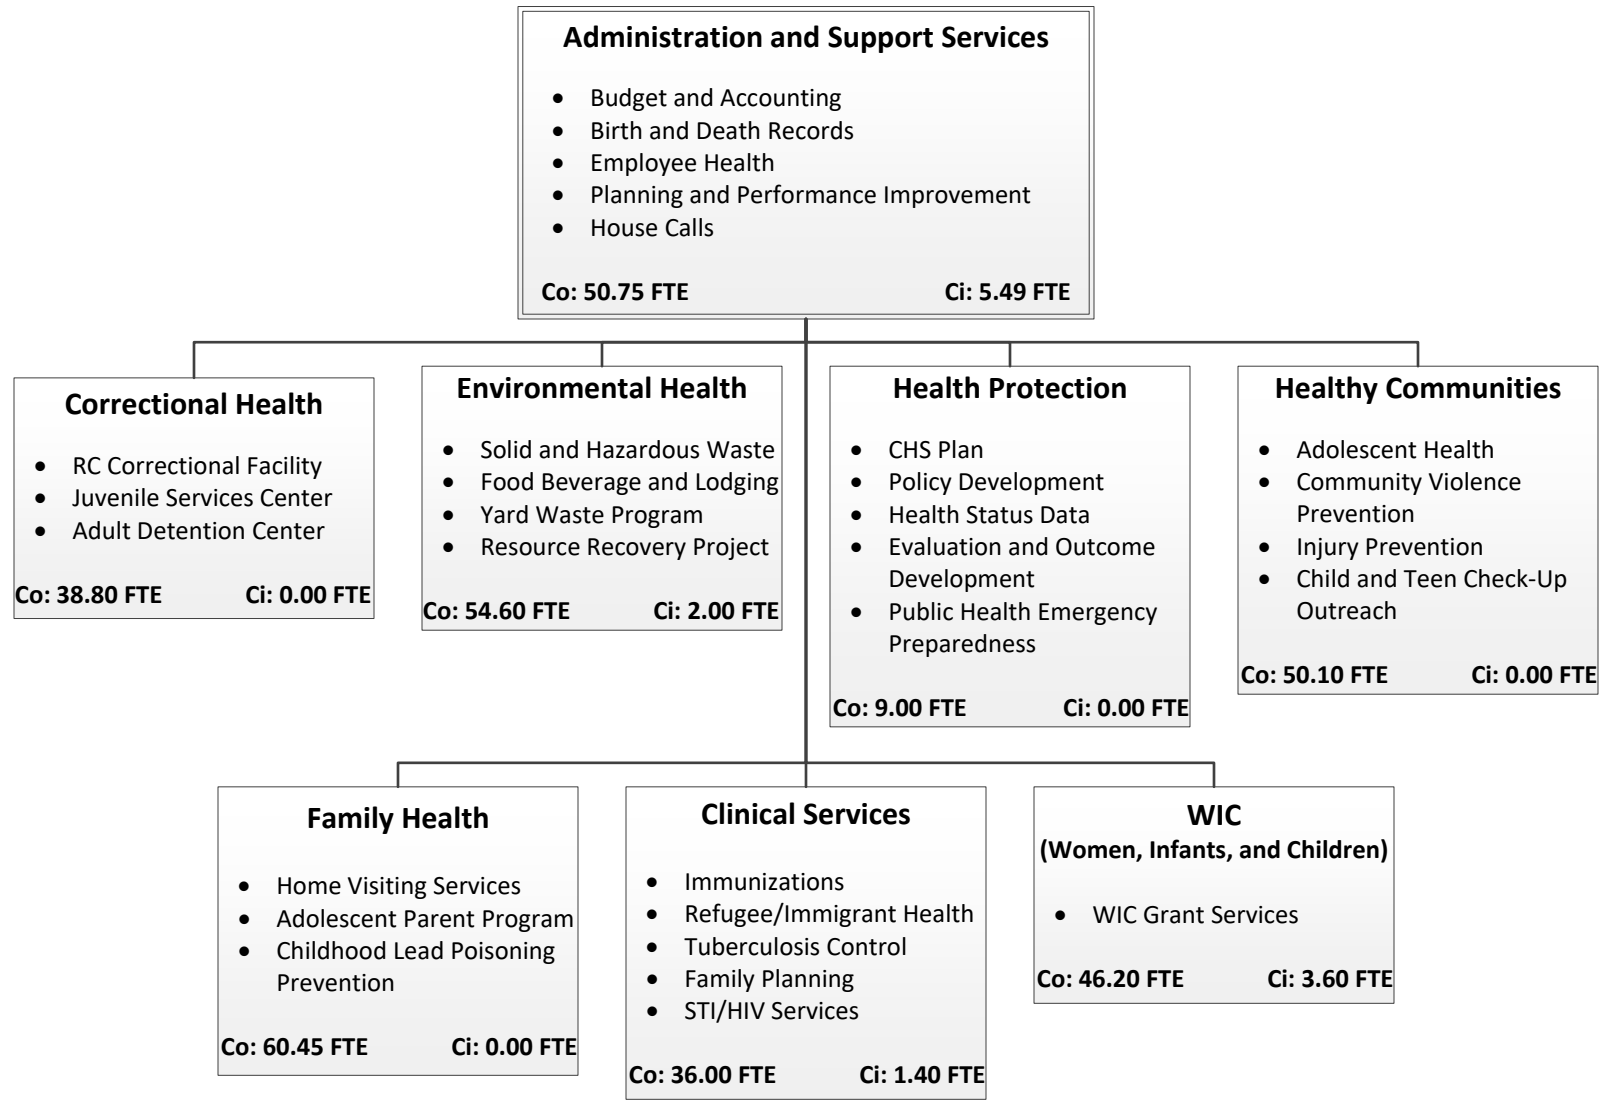 Administration and Support Services
• Budget and Accounting
• Birth and Death Records
• Employee Health
• Planning and Performance Improvement
• House Calls
Co: 50.75 FTE Ci: 5.49 FTE
Correctional Health
• RC Correctional Facility
• Juvenile Services Center
• Adult Detention Center
Co: 38.80 FTE Ci: 0.00 FTE
Environmental Health
• Solid and Hazardous Waste
• Food Beverage and Lodging
• Yard Waste Program
• Resource Recovery Project
Co: 54.60 FTE Ci: 2.00 FTE
Health Protection
• CHS Plan
• Policy Development
• Health Status Data
• Evaluation and Outcome
Development
• Public Health Emergency
Preparedness
Co: 9.00 FTE Ci: 0.00 FTE
Healthy Communities
• Adolescent Health
• Community Violence
Prevention
• Injury Prevention
• Child and Teen Check-Up
Outreach
Co: 50.10 FTE Ci: 0.00 FTE
Family Health
• Home Visiting Services
• Adolescent Parent Program
• Childhood Lead Poisoning
Prevention
Co: 60.45 FTE Ci: 0.00 FTE
Clinical Services
• Immunizations
• Refugee/Immigrant Health
• Tuberculosis Control
• Family Planning
• STI/HIV Services
Co: 36.00 FTE Ci: 1.40 FTE
WIC
(Women, Infants, and Children)
• WIC Grant Services
Co: 46.20 FTE Ci: 3.60 FTE